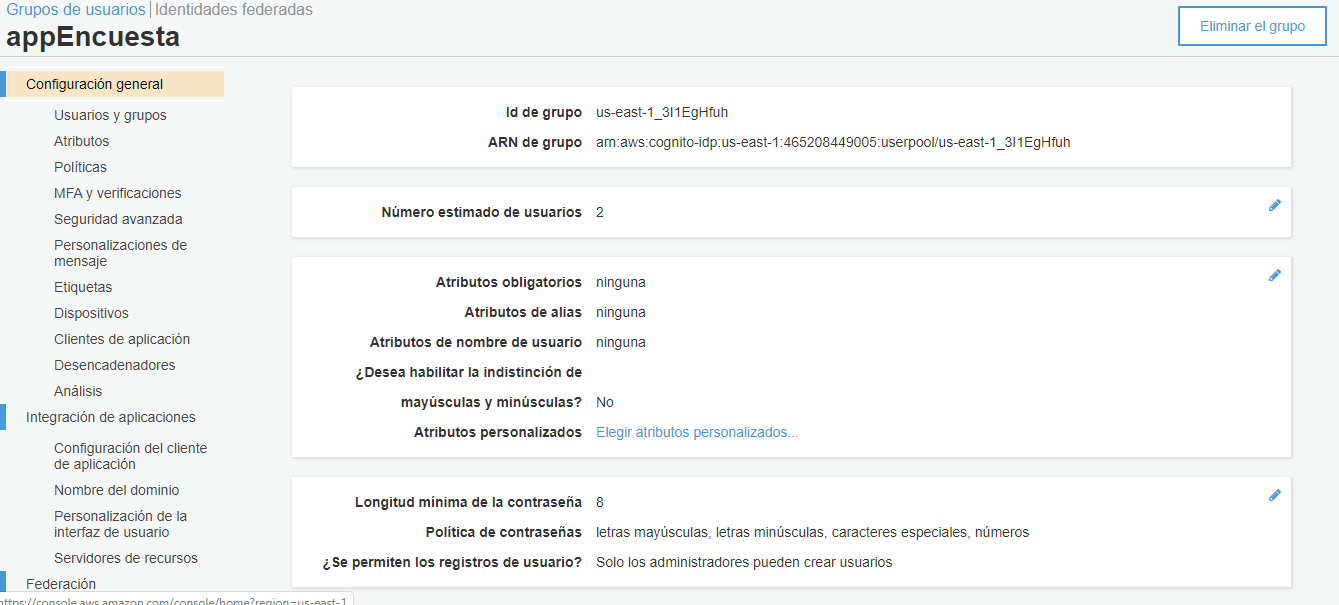 Grupos de usuarios | Identidades federadas
appEncuesta
Eliminar el grupo
Configuración general
Usuarios y grupos
Atributos
Políticas
MFA y verificaciones
Seguridad avanzada
Personalizaciones de
mensaje
Etiquetas
Dispositivos
Clientes de aplicación
Desencadenadores
Análisis
Integración de aplicaciones
Configuración del cliente
de aplicación
Nombre del dominio
Personalización de la
interfaz de usuario
Servidores de recursos
Federación
https://console.aws.amazon.com/console/home?region=us-east-1
Id de grupo us-east-1_3I1EgHfuh
ARN de grupo arn:aws:cognito-idp:us-east-1:465208449005:userpool/us-east-1_3I1EgHfuh
Número estimado de usuarios 2
Atributos obligatorios ninguna
Atributos de alias ninguna
Atributos de nombre de usuario ninguna
¿Desea habilitar la indistinción de
mayúsculas y minúsculas? No
Atributos personalizados Elegir atributos personalizados...
Longitud mínima de la contraseña 8
Política de contraseñas letras mayúsculas, letras minúsculas, caracteres especiales, números
¿Se permiten los registros de usuario? Solo los administradores pueden crear usuarios